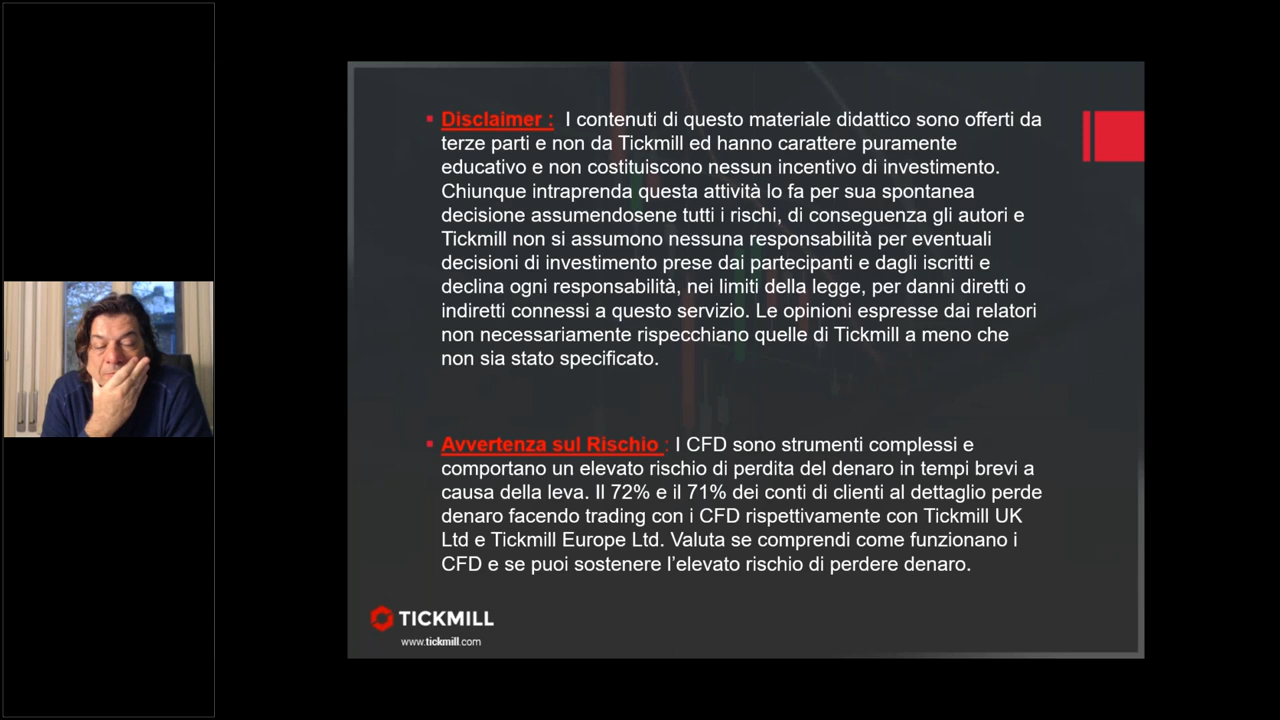 Disclaimer : I contenuti di questo materiale didattico sono offerti da
terze parti e non da Tickmill ed hanno carattere puramente
educativo e non costituiscono nessun incentivo di investimento.
Chiunque intraprenda questa attività lo fa per sua spontanea
decisione assumendosene tutti i rischi, di conseguenza gli autori e
Tickmill non si assumono nessuna responsabilità per eventuali
decisioni di investimento prese dai partecipanti e dagli iscritti e
declina ogni responsabilità, nei limiti della legge, per danni diretti o
indiretti connessi a questo servizio. Le opinioni espresse dai relatori
non necessariamente rispecchiano quelle di Tickmill a meno che
non sia stato specificato.
Avvertenza sul Rischio : I CFD sono strumenti complessi e
comportano un elevato rischio di perdita del denaro in tempi brevi a
causa della leva. Il 72% e il 71% dei conti di clienti al dettaglio perde
denaro facendo trading con i CFD rispettivamente con Tickmill UK
Ltd e Tickmill Europe Ltd. Valuta se comprendi come funzionano i
CFD e se puoi sostenere l’elevato rischio di perdere denaro.
TICKMILL
www.tickmill.com